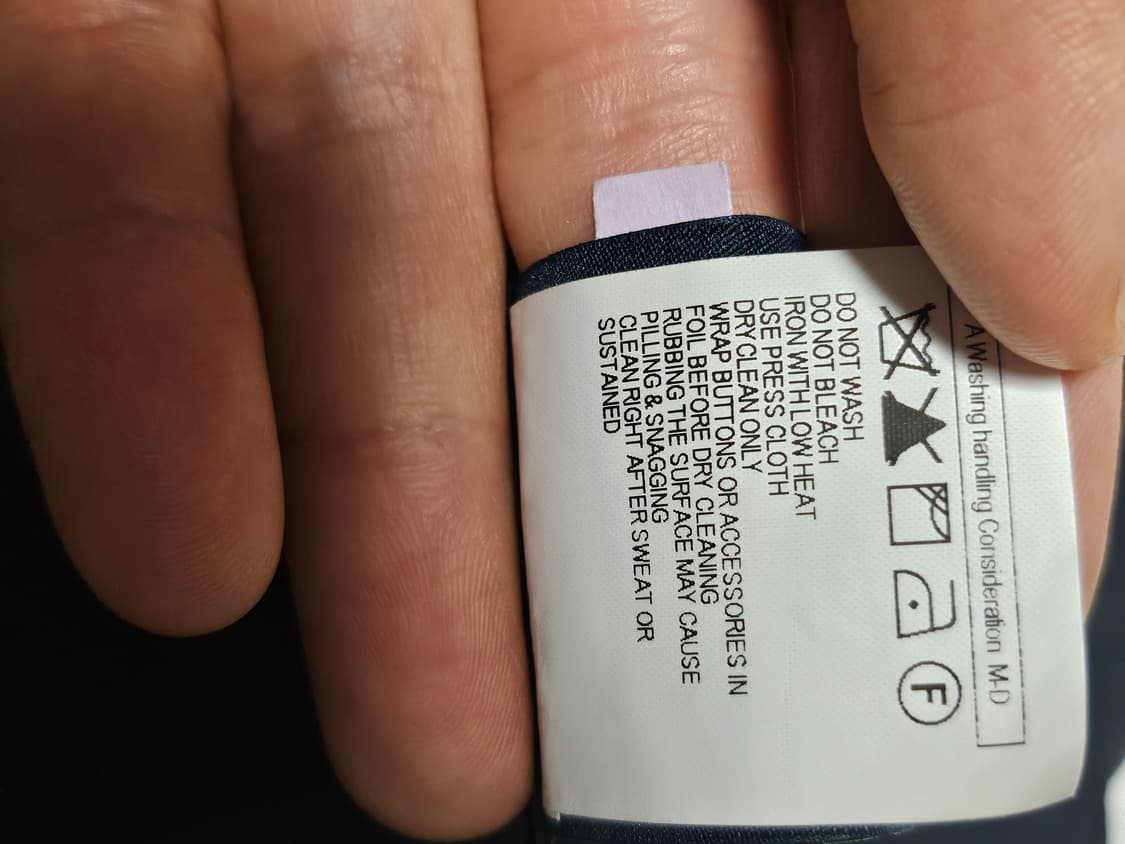 A Washing handling Consideration M-D
F
DO NOT WASH
DO NOT BLEACH
IRON WITH LOW HEAT
USE PRESS CLOTH
DRY CLEAN ONLY
WRAP BUTTONS OR ACCESSORIES IN
FOIL BEFORE DRY CLEANING
RUBBING THE SURFACE MAY CAUSE
PILLING & SNAGGING
CLEAN RIGHT AFTER SWEAT OR
SUSTAINED